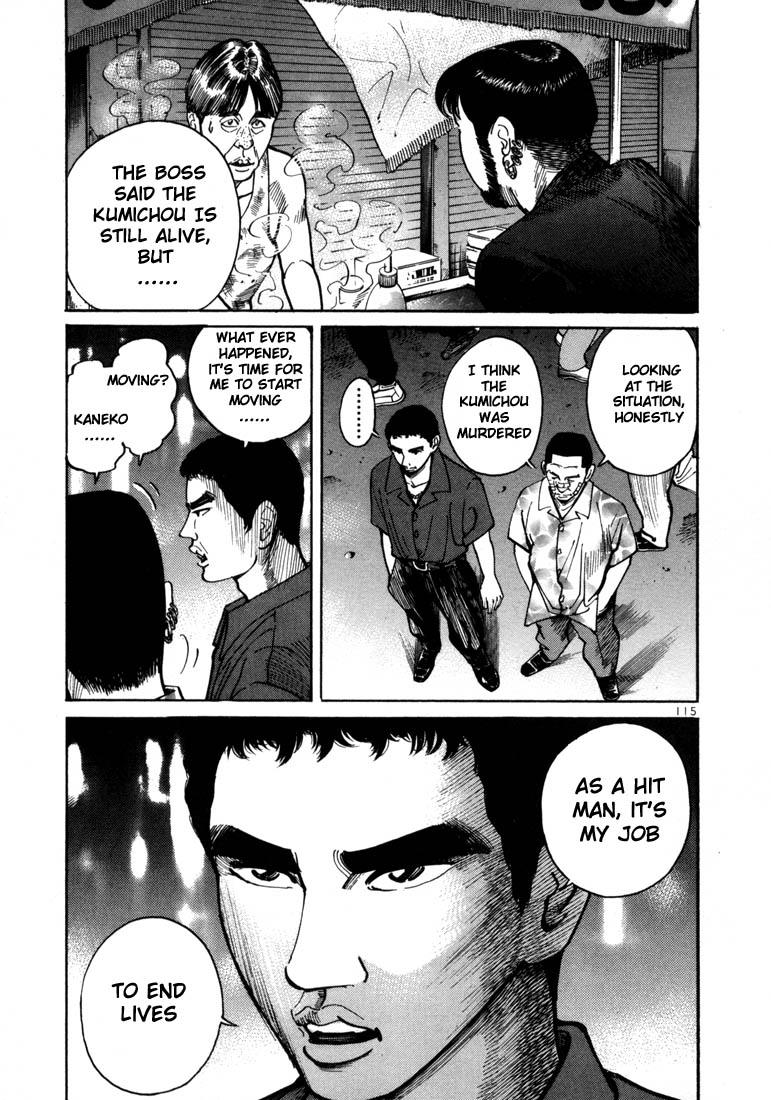 THE BOSS
SAID THE
KUMICHOU IS
STILL ALIVE,
BUT
......
LOOKING
AT THE
SITUATION,
HONESTLY
I THINK
THE
KUMICHOU
WAS
MURDERED
......
WHAT EVER
HAPPENED,
IT'S TIME FOR
ME TO START
MOVING
......
MOVING?
KANEKO
......
115
AS A HIT
MAN, IT'S
MY JOB
TO END
LIVES